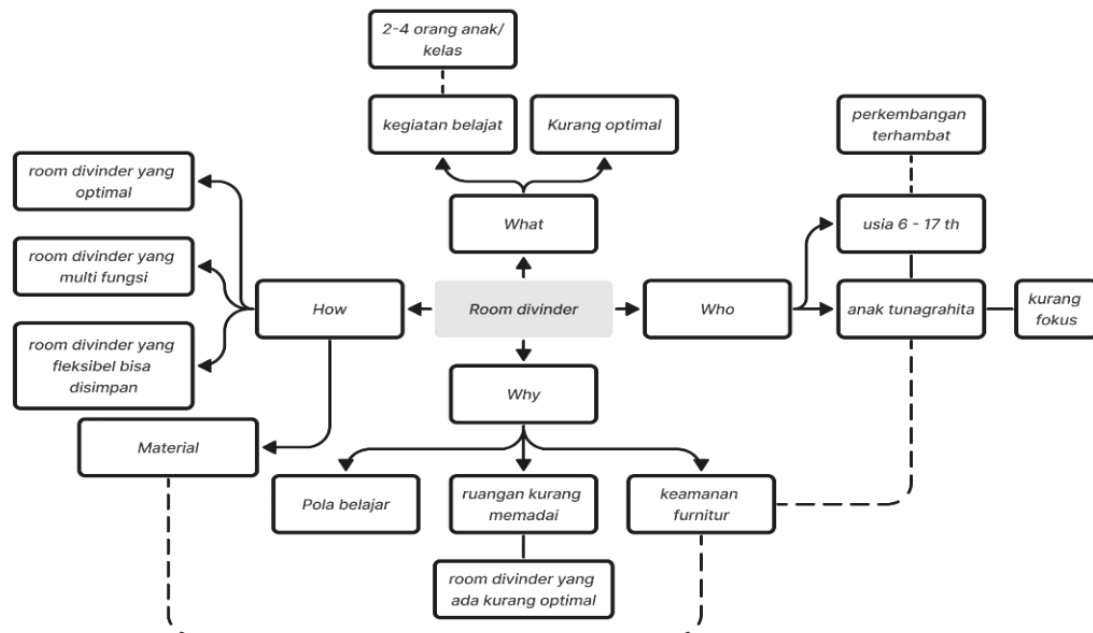 2-4 orang anak/
kelas
kegiatan belajat
Kurang optimal
perkembangan
terhambat
room divinder yang
optimal
What
usia 6 - 17 th
room divinder yang
multi fungsi
How
Room divinder
Who
anak tunagrahita
kurang
fokus
room divinder yang
fleksibel bisa
disimpan
Why
Material
Pola belajar
ruangan kurang
memadai
keamanan
furnitur
room divinder yang
ada kurang optimal